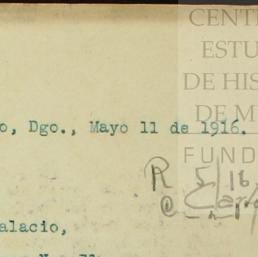 CENT
ESTU
DE HIS
DE M
FUND
o, Dgo., Mayo 11 de 1916.
R 5/16
alacio,